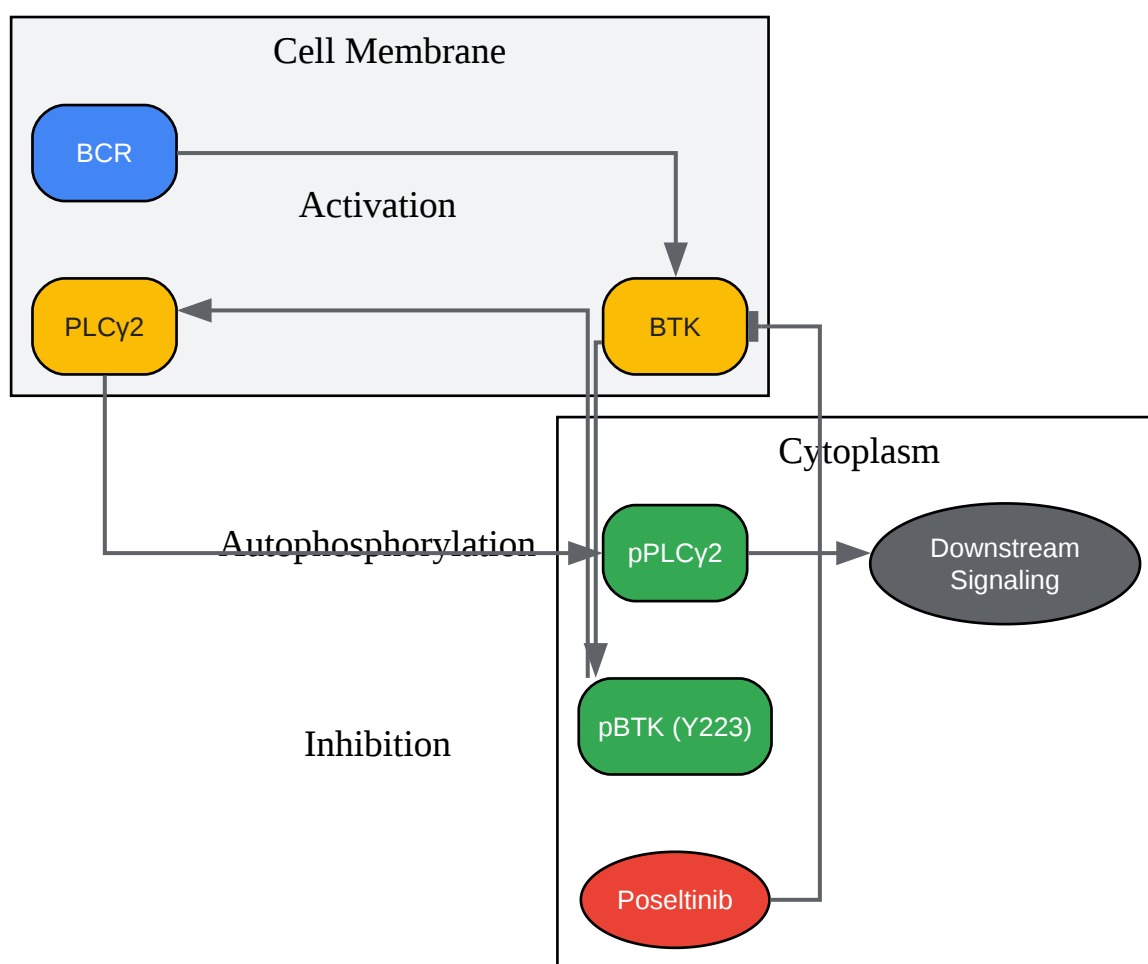 Cell Membrane
BCR
Activation
PLCγ2
BTK
Cytoplasm
Autophosphorylation
pPLCγ2
Downstream
Signaling
pBTK (Y223)
Inhibition
Poseltinib